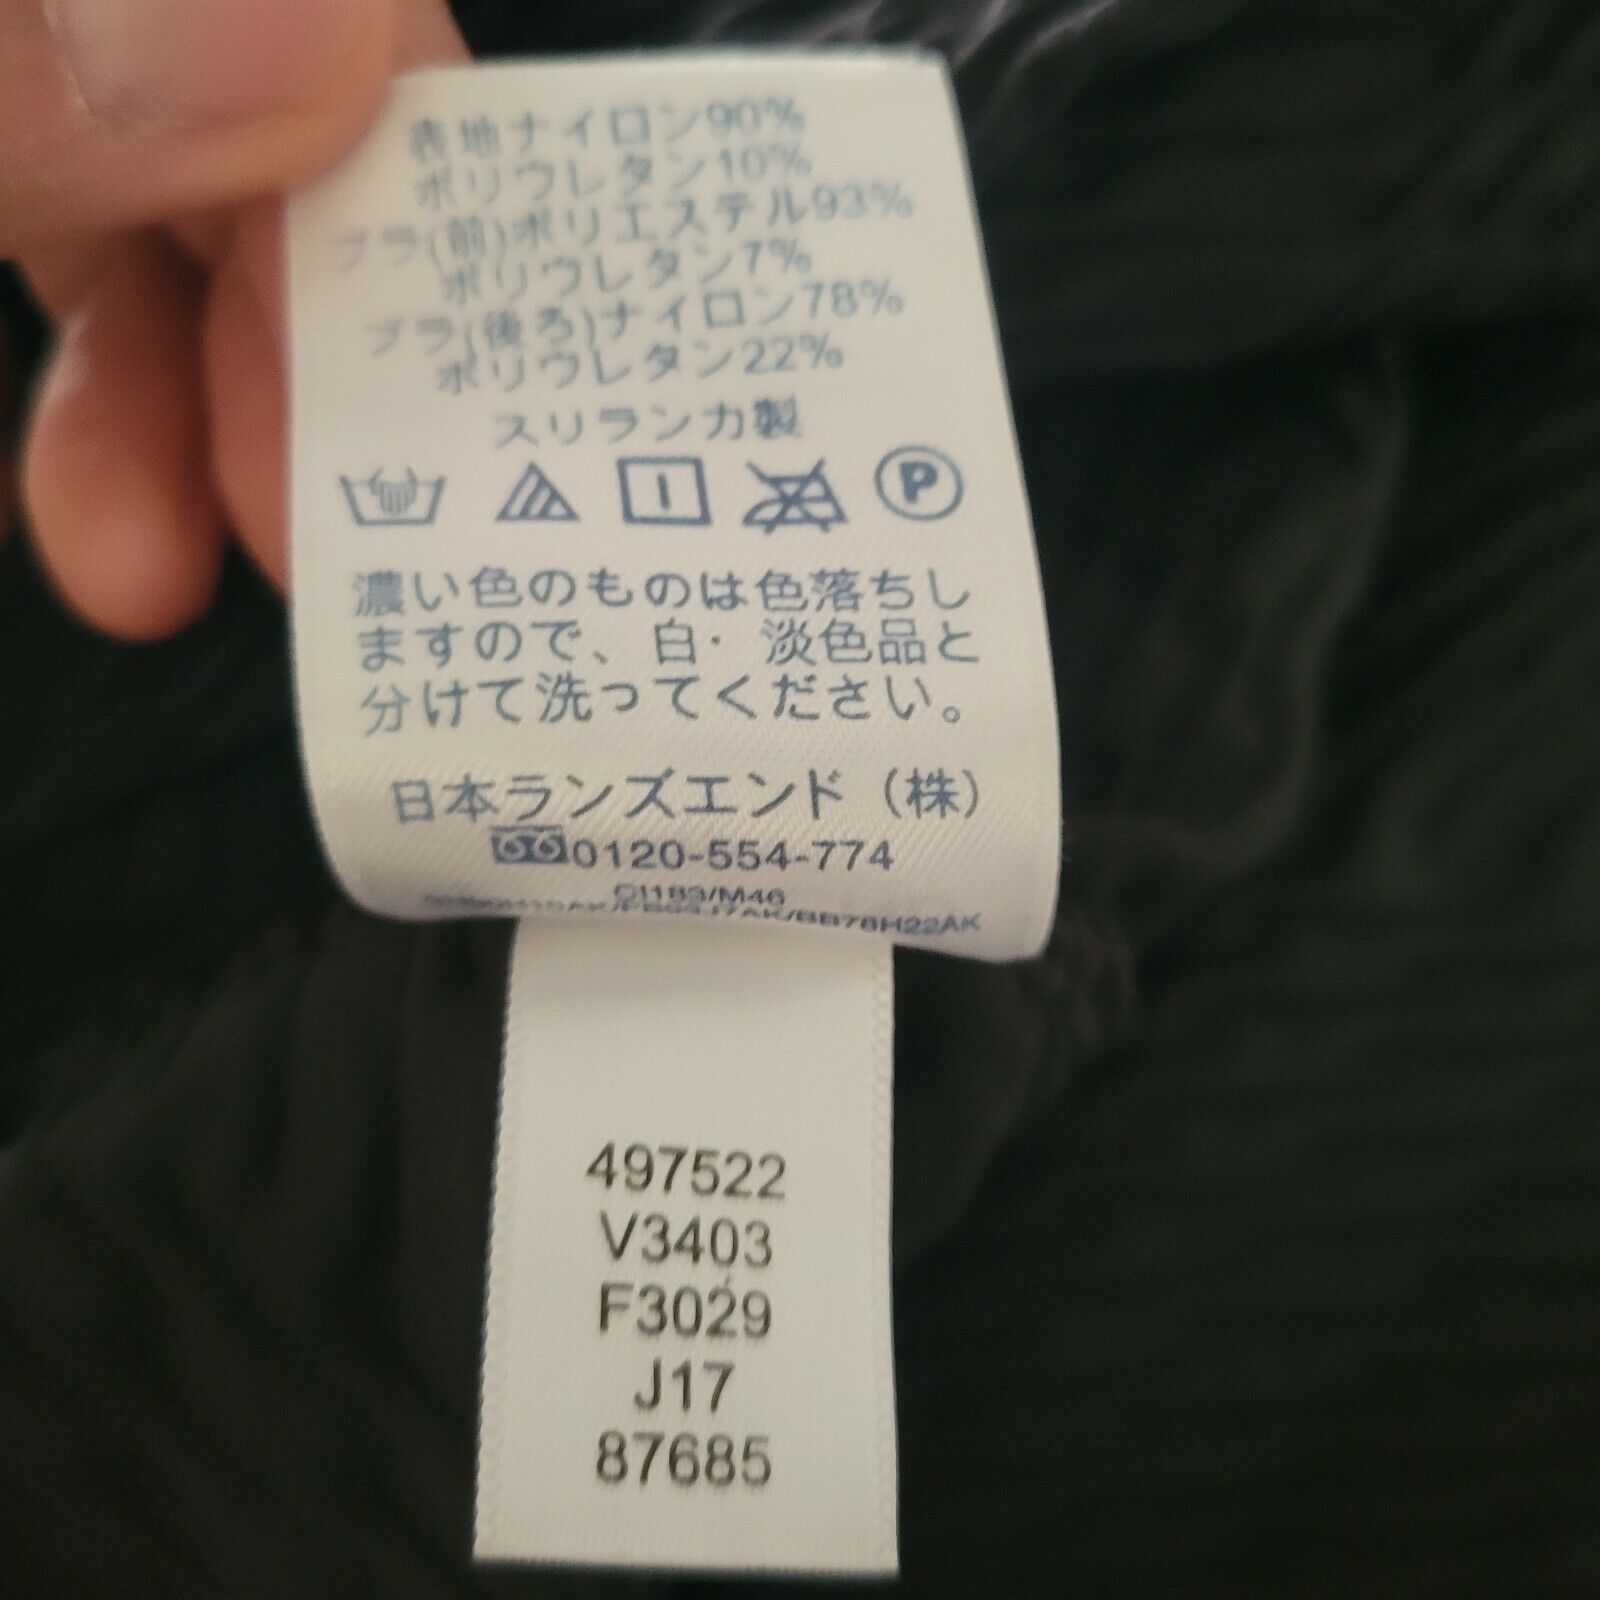 表地ナイロン90%
ポリウレタン10%
ブラ(前)ポリエステル93%
ポリウレタン7%
ブラ(後ろ)ナイロン78%
ポリウレタン22%
スリランカ製
P
濃い色のものは色落ちし
ますので、白・淡色品と
分けて洗ってください。
日本ランズエンド（株）
0120-554-774
/M46
/BB78H22AK
497522
V3403
F3029
J17
87685